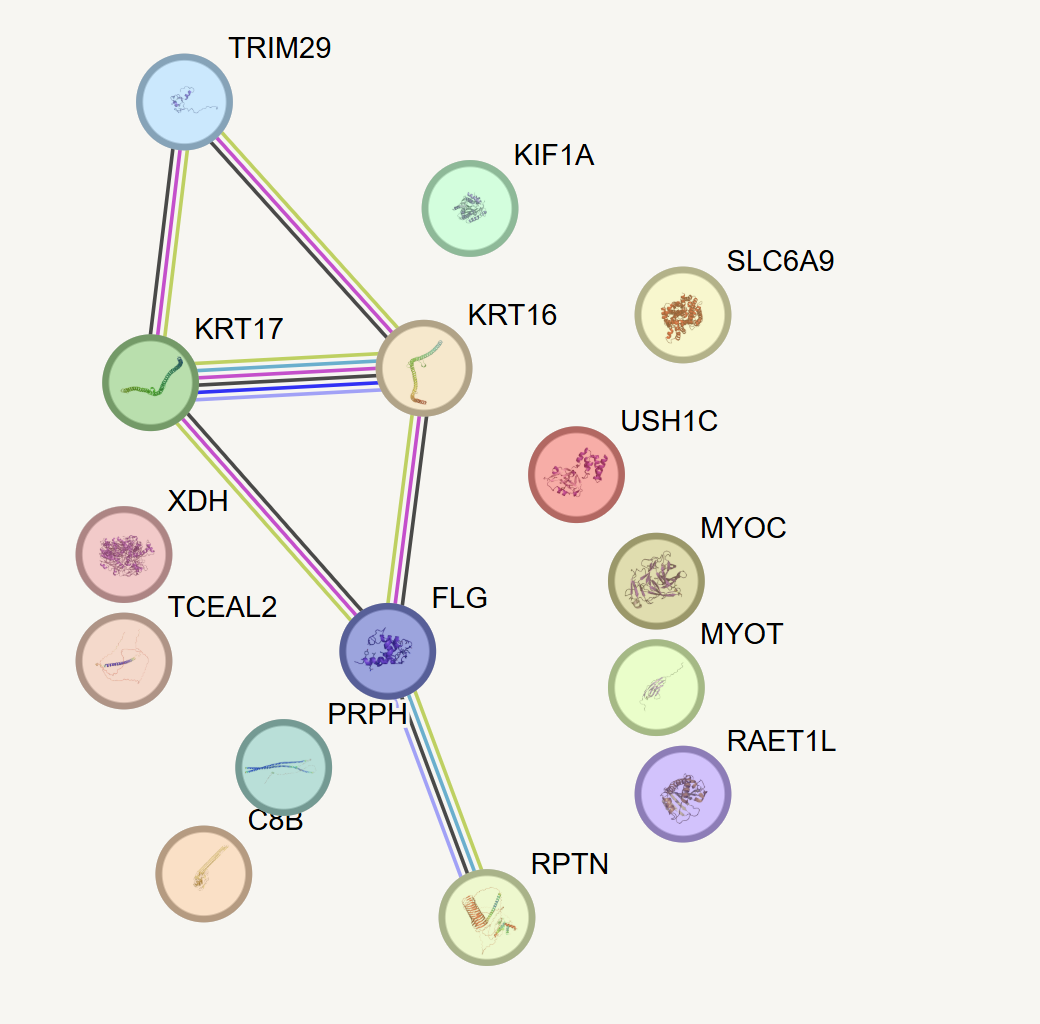 TRIM29
KIF1A
SLC6A9
KRT17
KRT16
USH1C
XDH
MYOC
TCEAL2
FLG
MYOT
PRPH
RAET1L
C8B
RPTN